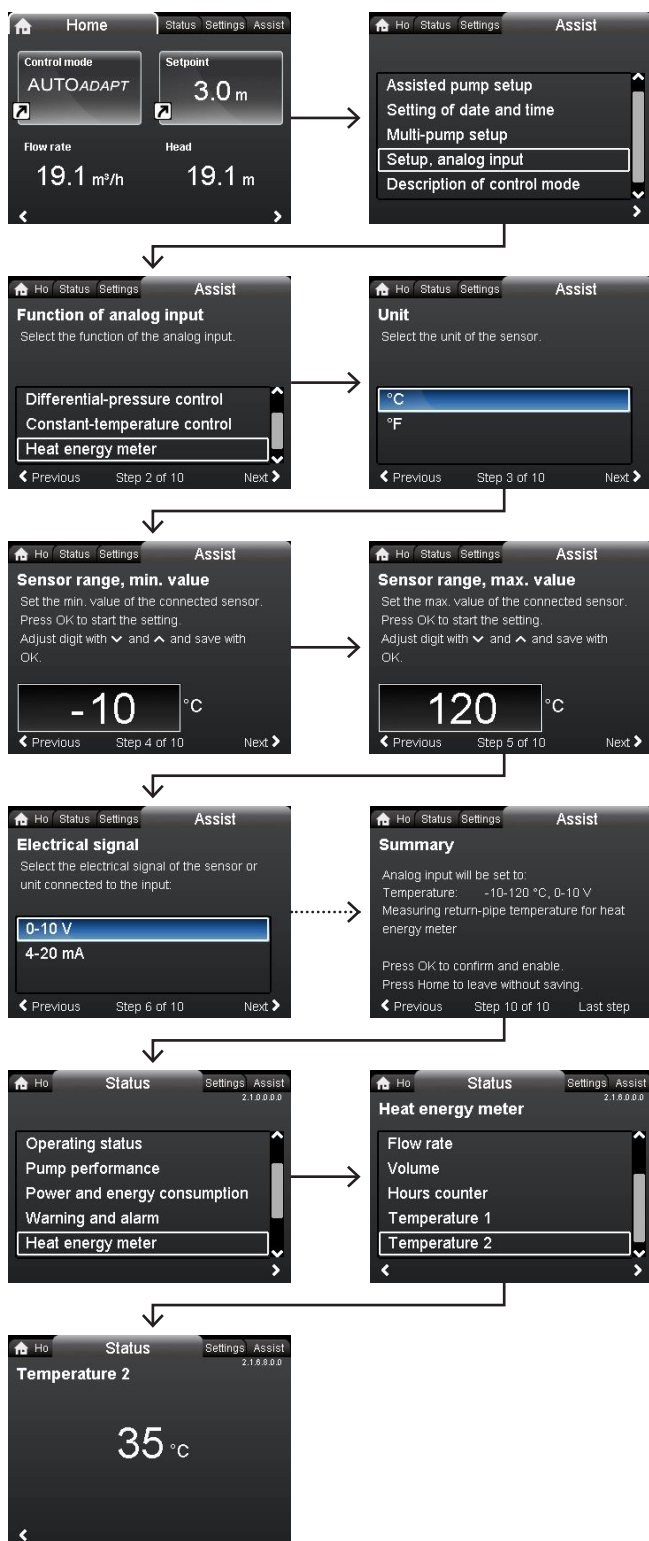 Home Status Settings Assist
Control mode Setpoint
AUTOADAPT 3.0 m
Flow rate Head
19.1 m³/h 19.1 m
Ho Status Settings Assist
Assisted pump setup
Setting of date and time
Multi-pump setup
Setup, analog input
Description of control mode
Ho Status Settings Assist
Function of analog input
Select the function of the analog input.
Differential-pressure control
Constant-temperature control
Heat energy meter
Previous Step 2 of 10 Next
Ho Status Settings Assist
Unit
Select the unit of the sensor.
°C
°F
Previous Step 3 of 10 Next
Ho Status Settings Assist
Sensor range, min. value
Set the min. value of the connected sensor.
Press OK to start the setting.
Adjust digit with ⌄ and ⌃ and save with
OK.
-10 °C
Previous Step 4 of 10 Next
Ho Status Settings Assist
Sensor range, max. value
Set the max. value of the connected sensor.
Press OK to start the setting.
Adjust digit with ⌄ and ⌃ and save with
OK.
120 °C
Previous Step 5 of 10 Next
Ho Status Settings Assist
Electrical signal
Select the electrical signal of the sensor or
unit connected to the input:
0-10 V
4-20 mA
Previous Step 6 of 10 Next
Ho Status Settings Assist
Summary
Analog input will be set to:
Temperature: -10-120 °C, 0-10 V
Measuring return-pipe temperature for heat
energy meter
Press OK to confirm and enable.
Press Home to leave without saving.
Previous Step 10 of 10 Last step
Ho Status Settings Assist
2.1.0.0.0.0
Operating status
Pump performance
Power and energy consumption
Warning and alarm
Heat energy meter
Ho Status Settings Assist
2.1.6.0.0.0
Heat energy meter
Flow rate
Volume
Hours counter
Temperature 1
Temperature 2
Ho Status Settings Assist
2.1.6.8.0.0
Temperature 2
35 °C